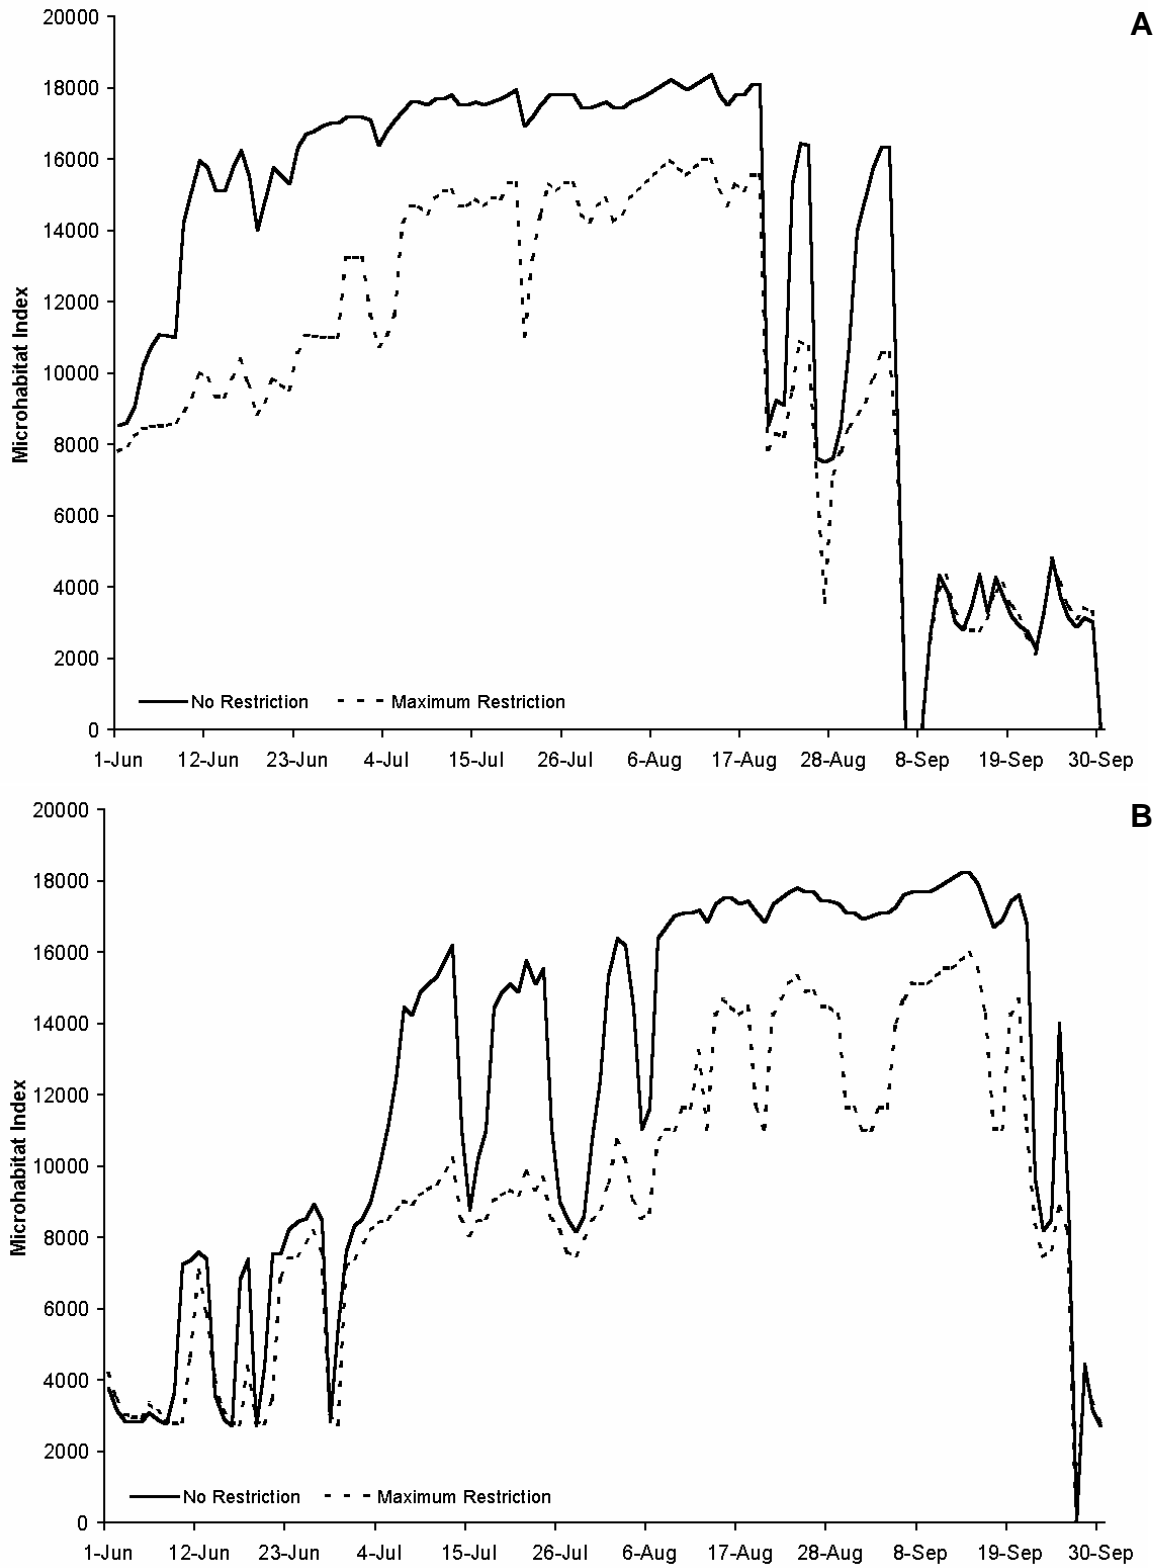 A
20000
18000
16000
14000
12000
10000
8000
6000
4000
2000
0
Microhabitat Index
No Restriction
Maximum Restriction
1-Jun 12-Jun 23-Jun 4-Jul 15-Jul 26-Jul 6-Aug 17-Aug 28-Aug 8-Sep 19-Sep 30-Sep
B
20000
18000
16000
14000
12000
10000
8000
6000
4000
2000
0
Microhabitat Index
No Restriction
Maximum Restriction
1-Jun 12-Jun 23-Jun 4-Jul 15-Jul 26-Jul 6-Aug 17-Aug 28-Aug 8-Sep 19-Sep 30-Sep